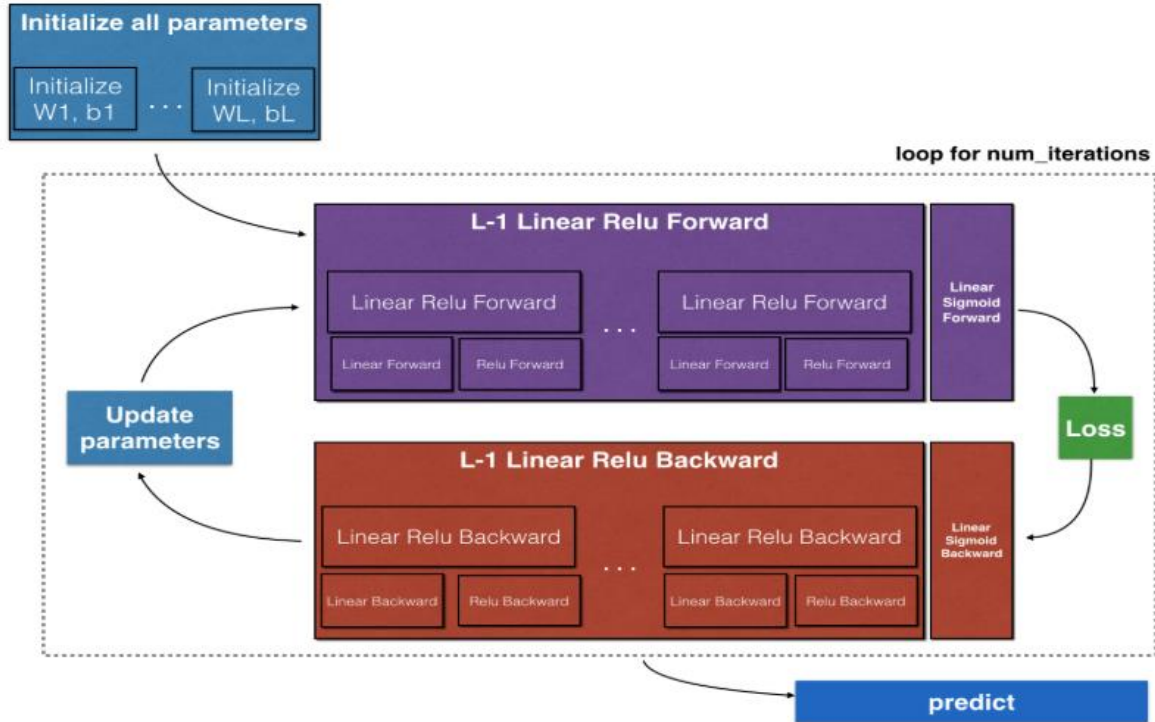 Initialize all parameters
Initialize
W1, b1
...
Initialize
WL, bL
loop for num_iterations
L-1 Linear Relu Forward
Linear Relu Forward
...
Linear Relu Forward
Linear Forward
Relu Forward
Linear Forward
Relu Forward
Linear
Sigmoid
Forward
Update
parameters
Loss
L-1 Linear Relu Backward
Linear Relu Backward
...
Linear Relu Backward
Linear Backward
Relu Backward
Linear Backward
Relu Backward
Linear
Sigmoid
Backward
predict